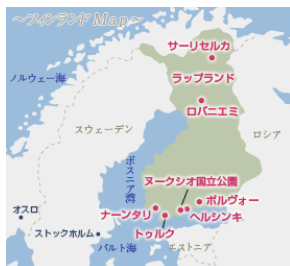 ～フィンランド Map～
サーリセルカ
ノルウェー海
ラップランド
ロバニエミ
スウェーデン
ロシア
ボスニア湾
ヌークシオ国立公園
ポルヴォー
オスロ
ナーンタリ
ヘルシンキ
ストックホルム
トゥルク
バルト海
エストニア